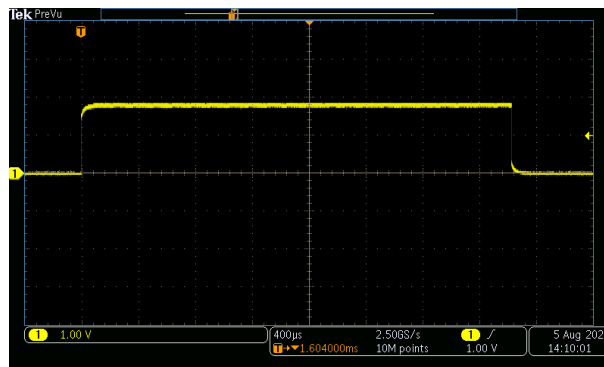 Tek PreVu
T
T
1
1 1.00 V
400µs 2.50GS/s 1 1.00 V
T→▼1.604000ms 10M points
5 Aug 202
14:10:01